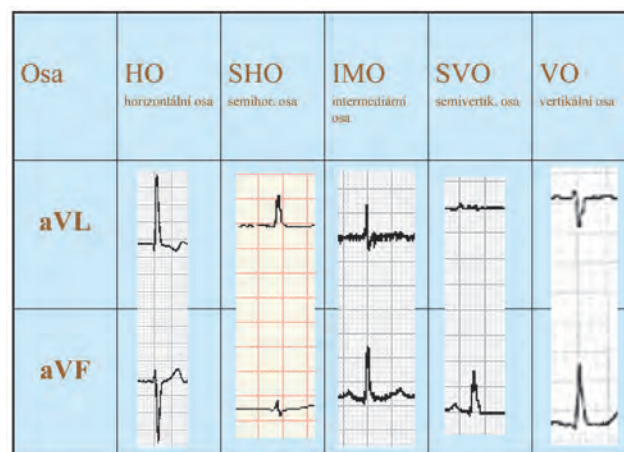 Osa HO SHO IMO SVO VO
horizontální osa semihor. osa intermediární osa semivertik. osa vertikální osa
aVL
aVF